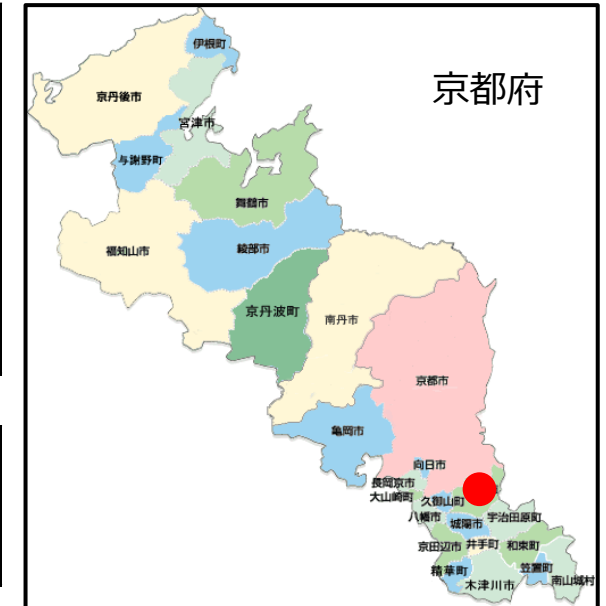 京都府
伊根町
京丹後市
宮津市
与謝野町
舞鶴市
福知山市
綾部市
京丹波町
南丹市
京都市
亀岡市
向日市
長岡京市
大山崎町
久御山町
八幡市
宇治田原町
城陽市
京田辺市
井手町
和束町
精華町
笠置町
木津川市
南山城村